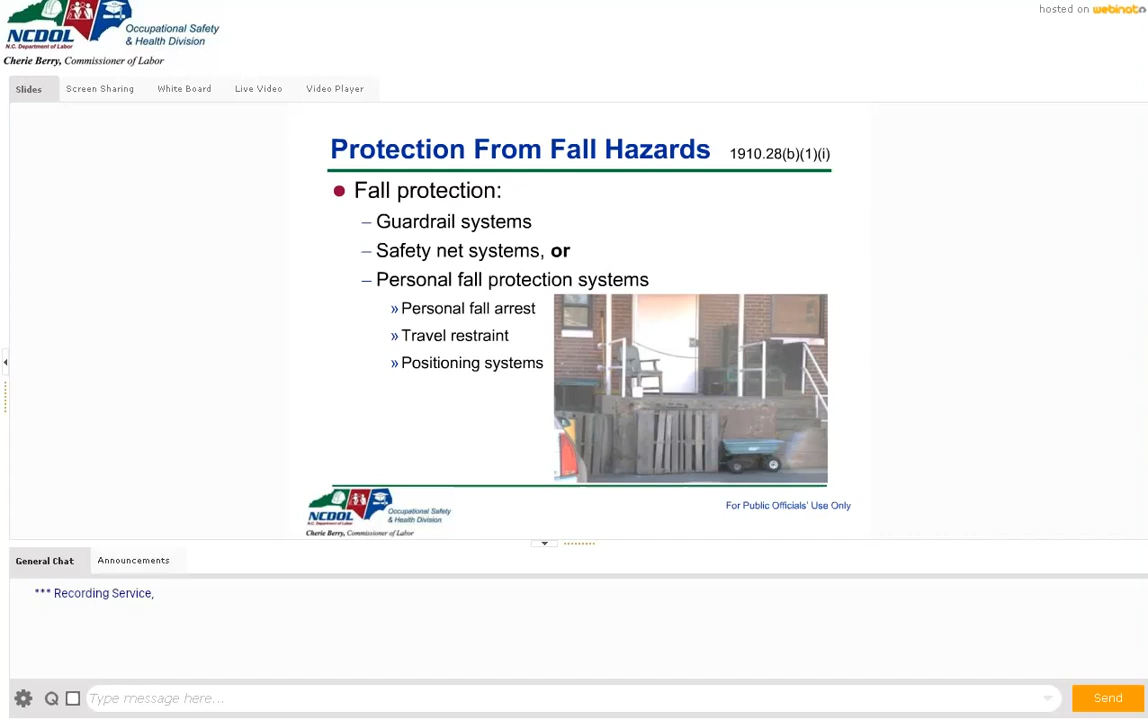 hosted on webinato
NCDOL
N.C. Department of Labor
Occupational Safety
& Health Division
Cherie Berry, Commissioner of Labor
Slides Screen Sharing White Board Live Video Video Player
Protection From Fall Hazards 1910.28(b)(1)(i)
Fall protection:
– Guardrail systems
– Safety net systems, or
– Personal fall protection systems
» Personal fall arrest
» Travel restraint
» Positioning systems
NCDOL
N.C. Department of Labor
Occupational Safety
& Health Division
Cherie Berry, Commissioner of Labor
For Public Officials' Use Only
General Chat Announcements
*** Recording Service,
Type message here...
Send